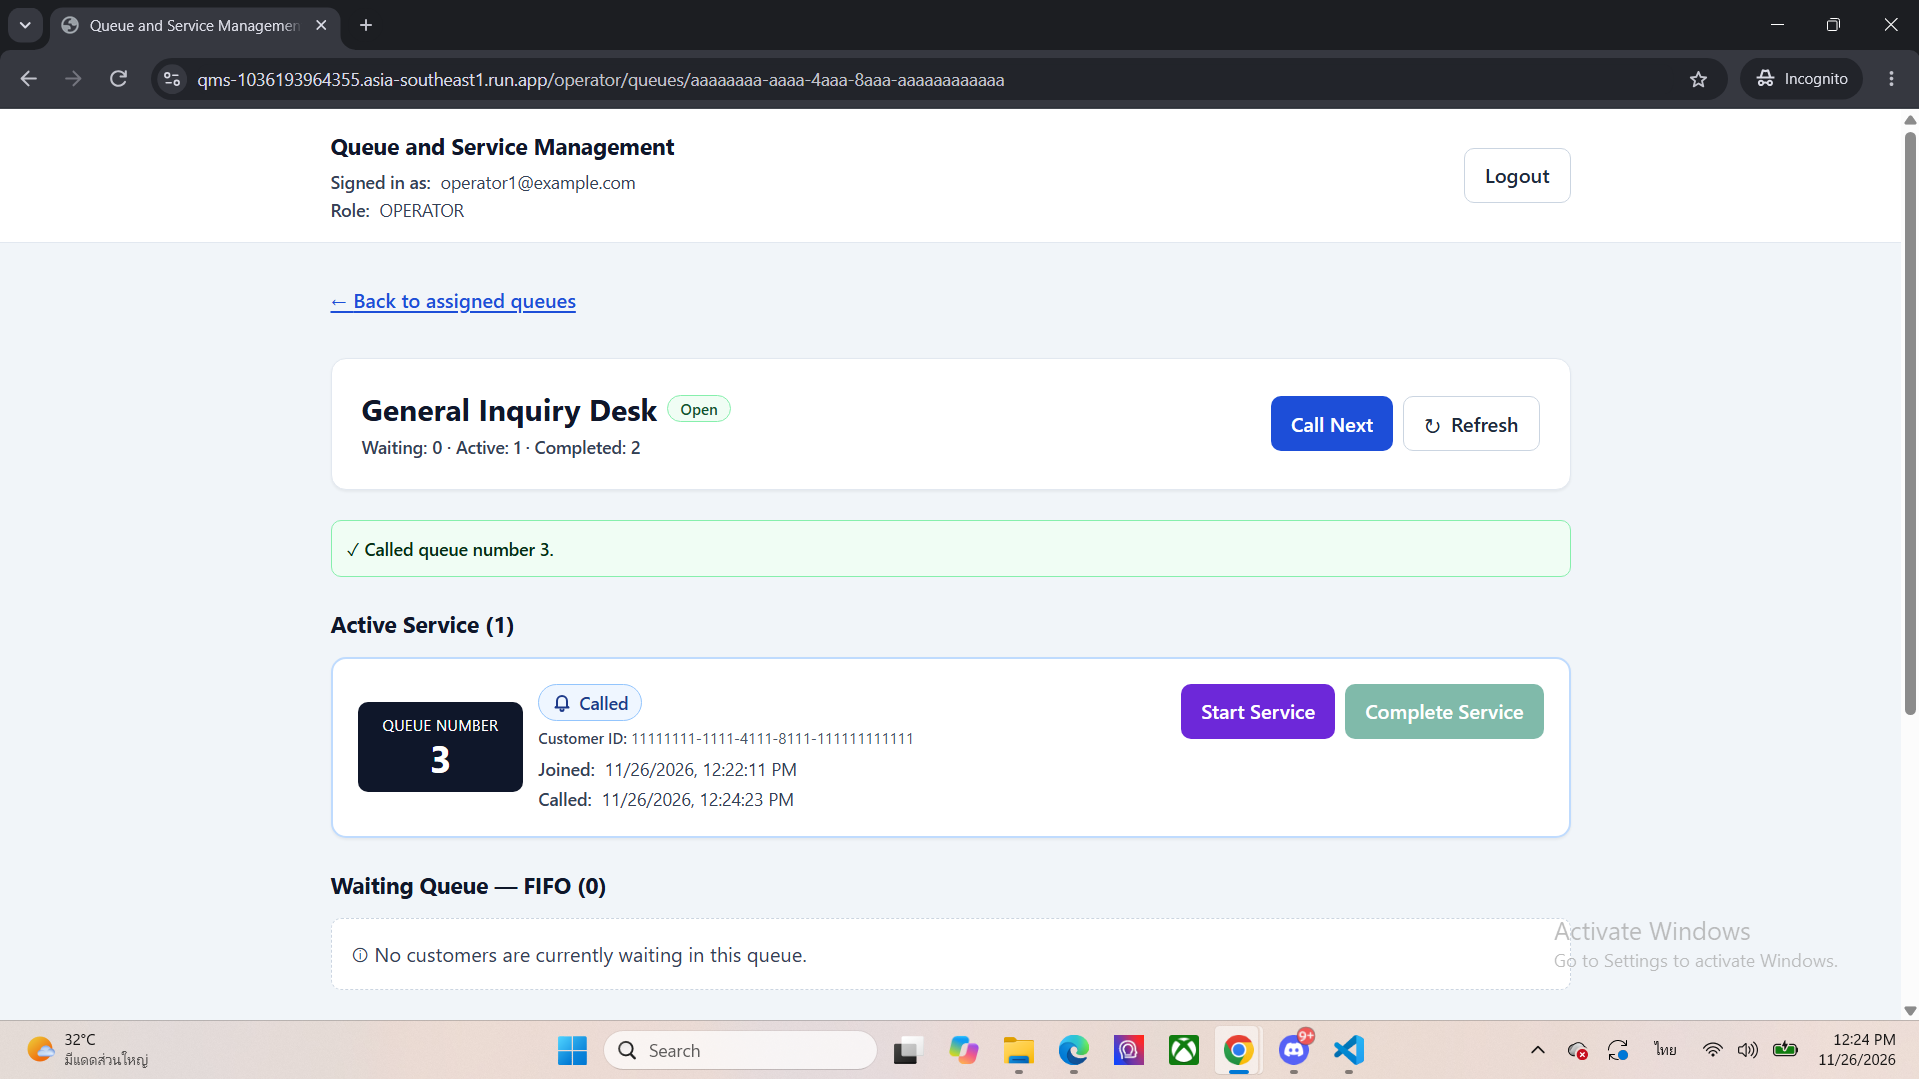 Queue and Service Managemen
qms-1036193964355.asia-southeast1.run.app/operator/queues/aaaaaaaa-aaaa-4aaa-8aaa-aaaaaaaaaaaa
Incognito
Queue and Service Management
Signed in as: operator1@example.com
Role: OPERATOR
Logout
← Back to assigned queues
General Inquiry Desk
Open
Waiting: 0 · Active: 1 · Completed: 2
Call Next
↻ Refresh
✓ Called queue number 3.
Active Service (1)
QUEUE NUMBER
3
Called
Customer ID: 11111111-1111-4111-8111-111111111111
Joined: 11/26/2026, 12:22:11 PM
Called: 11/26/2026, 12:24:23 PM
Start Service
Complete Service
Waiting Queue — FIFO (0)
ⓘ No customers are currently waiting in this queue.
Activate Windows
Go to Settings to activate Windows.
32°C
มีแดดส่วนใหญ่
Search
9+
ไทย
12:24 PM
11/26/2026